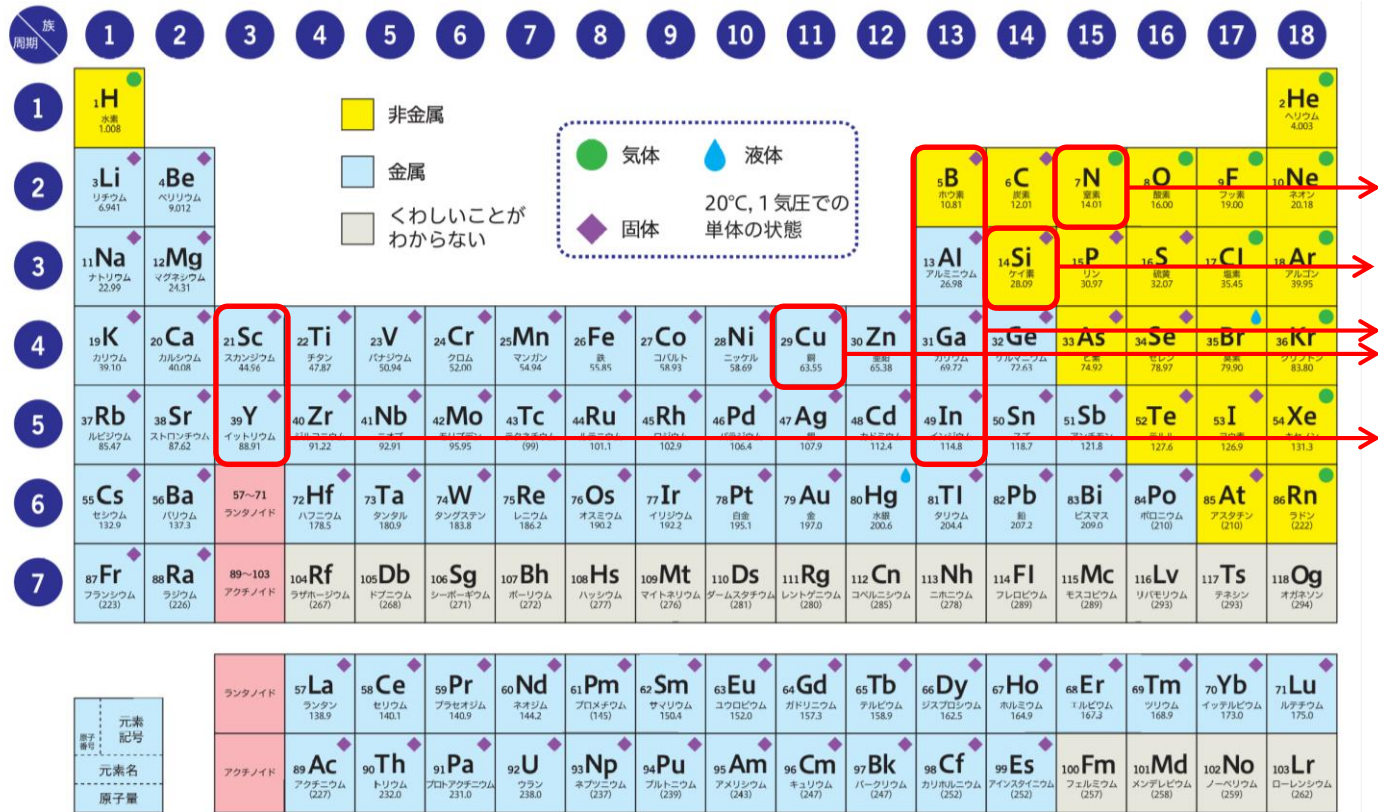 族
周期
1 2 3 4 5 6 7 8 9 10 11 12 13 14 15 16 17 18
非金属
金属
くわしいことが
わからない
気体 液体
固体
20℃, 1 気圧での
単体の状態
1
1H 2He
水素 ヘリウム
1.008 4.003
2
3Li 4Be 5B 6C 7N 8O 9F 10Ne
リチウム ベリリウム ホウ素 炭素 窒素 酸素 フッ素 ネオン
6.941 9.012 10.81 12.01 14.01 16.00 19.00 20.18
3
11Na 12Mg 13Al 14Si 15P 16S 17Cl 18Ar
ナトリウム マグネシウム アルミニウム ケイ素 リン 硫黄 塩素 アルゴン
22.99 24.31 26.98 28.09 30.97 32.07 35.45 39.95
4
19K 20Ca 21Sc 22Ti 23V 24Cr 25Mn 26Fe 27Co 28Ni 29Cu 30Zn 31Ga 32Ge 33As 34Se 35Br 36Kr
カリウム カルシウム スカンジウム チタン バナジウム クロム マンガン 鉄 コバルト ニッケル 銅 亜鉛 ガリウム ゲルマニウム ヒ素 セレン 臭素 クリプトン
39.10 40.08 44.96 47.87 50.94 52.00 54.94 55.85 58.93 58.69 63.55 65.38 69.72 72.63 74.92 78.97 79.90 83.80
5
37Rb 38Sr 39Y 40Zr 41Nb 42Mo 43Tc 44Ru 45Rh 46Pd 47Ag 48Cd 49In 50Sn 51Sb 52Te 53I 54Xe
ルビジウム ストロンチウム イットリウム
85.47 87.62 88.91 91.22 92.91 95.95 (99) 101.1 102.9 106.4 107.9 112.4 114.8 118.7 121.8 127.6 126.9 131.3
6
55Cs 56Ba 57～71 72Hf 73Ta 74W 75Re 76Os 77Ir 78Pt 79Au 80Hg 81Tl 82Pb 83Bi 84Po 85At 86Rn
セシウム バリウム ランタノイド ハフニウム タンタル タングステン レニウム オスミウム イリジウム 白金 金 水銀 タリウム 鉛 ビスマス ポロニウム アスタチン ラドン
132.9 137.3 178.5 180.9 183.8 186.2 190.2 192.2 195.1 197.0 200.6 204.4 207.2 209.0 (210) (210) (222)
7
87Fr 88Ra 89～103 104Rf 105Db 106Sg 107Bh 108Hs 109Mt 110Ds 111Rg 112Cn 113Nh 114Fl 115Mc 116Lv 117Ts 118Og
フランシウム ラジウム アクチノイド ラザホージウム ドブニウム シーボーギウム ボーリウム ハッシウム マイトネリウム ダームスタチウム レントゲニウム コペルニシウム ニホニウム フレロビウム モスコビウム リバモリウム テネシン オガネソン
(223) (226) (267) (268) (271) (272) (277) (276) (281) (280) (285) (278) (289) (289) (293) (293) (294)
ランタノイド
57La 58Ce 59Pr 60Nd 61Pm 62Sm 63Eu 64Gd 65Tb 66Dy 67Ho 68Er 69Tm 70Yb 71Lu
ランタン セリウム プラセオジム ネオジム プロメチウム サマリウム ユウロピウム ガドリニウム テルビウム ジスプロシウム ホルミウム エルビウム ツリウム イッテルビウム ルテチウム
138.9 140.1 140.9 144.2 (145) 150.4 152.0 157.3 158.9 162.5 164.9 167.3 168.9 173.0 175.0
アクチノイド
89Ac 90Th 91Pa 92U 93Np 94Pu 95Am 96Cm 97Bk 98Cf 99Es 100Fm 101Md 102No 103Lr
アクチニウム トリウム プロトアクチニウム ウラン ネプツニウム プルトニウム アメリシウム キュリウム バークリウム カリホルニウム アインスタイニウム フェルミウム メンデレビウム ノーベリウム ローレンシウム
(227) 232.0 231.0 238.0 (237) (239) (243) (247) (247) (252) (252) (257) (258) (259) (262)
原子番号
元素記号
元素名
原子量